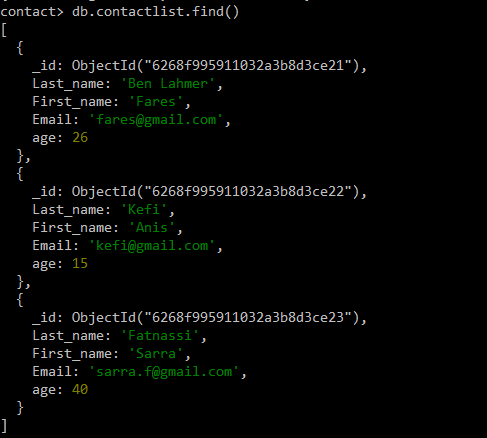 contact> db.contactlist.find()
[
  {
    _id: ObjectId("6268f995911032a3b8d3ce21"),
    Last_name: 'Ben Lahmer',
    First_name: 'Fares',
    Email: 'fares@gmail.com',
    age: 26
  },
  {
    _id: ObjectId("6268f995911032a3b8d3ce22"),
    Last_name: 'Kefi',
    First_name: 'Anis',
    Email: 'kefi@gmail.com',
    age: 15
  },
  {
    _id: ObjectId("6268f995911032a3b8d3ce23"),
    Last_name: 'Fatnassi',
    First_name: 'Sarra',
    Email: 'sarra.f@gmail.com',
    age: 40
  }
]